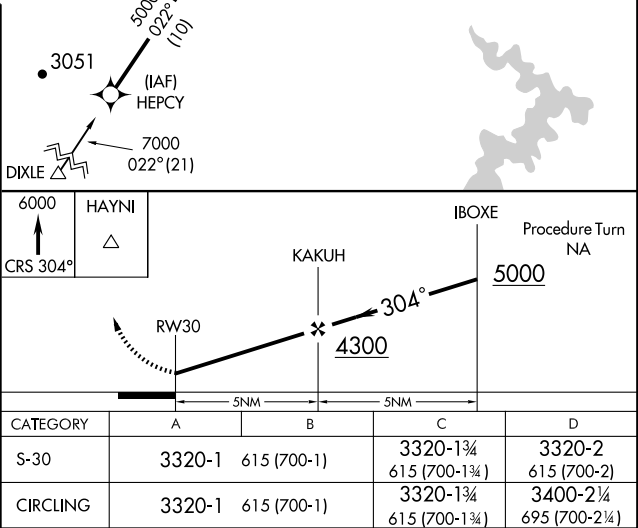 5000
022°
(10)
3051
(IAF)
HEPCY
7000
022° (21)
DIXLE
6000
CRS 304°
HAYNI
IBOXE
Procedure Turn
NA
KAKUH
5000
304°
RW30
4300
5NM
5NM
CATEGORY A B C D
S-30 3320-1 615 (700-1) 3320-1¾ 3320-2
615 (700-1¾) 615 (700-2)
CIRCLING 3320-1 615 (700-1) 3320-1¾ 3400-2¼
615 (700-1¾) 695 (700-2¼)